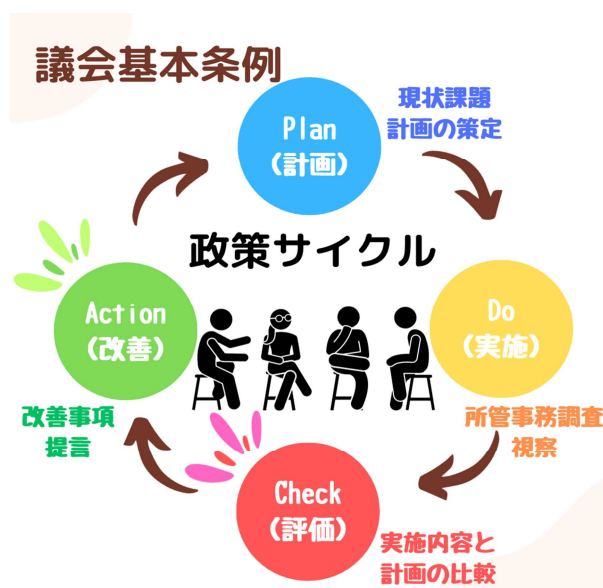 議会基本条例
Plan
(計画)
現状課題
計画の策定
政策サイクル
Action
(改善)
Do
(実施)
改善事項
提言
所管事務調査
視察
Check
(評価)
実施内容と
計画の比較